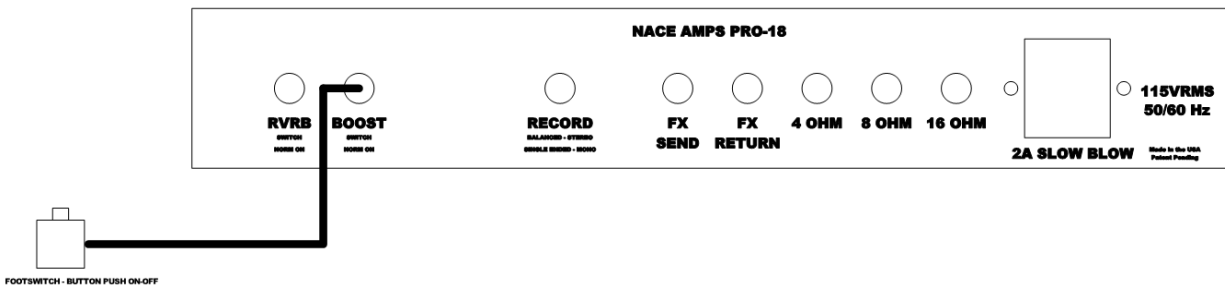 NACE AMPS PRO-18
RVRB
SWITCH
NORM ON
BOOST
SWITCH
NORM ON
RECORD
BALANCED - STEREO
SINGLE ENDED - MONO
FX
SEND
FX
RETURN
4 OHM
8 OHM
16 OHM
2A SLOW BLOW
115VRMS
50/60 Hz
Made in the USA
Patent Pending
FOOTSWITCH - BUTTON PUSH ON-OFF